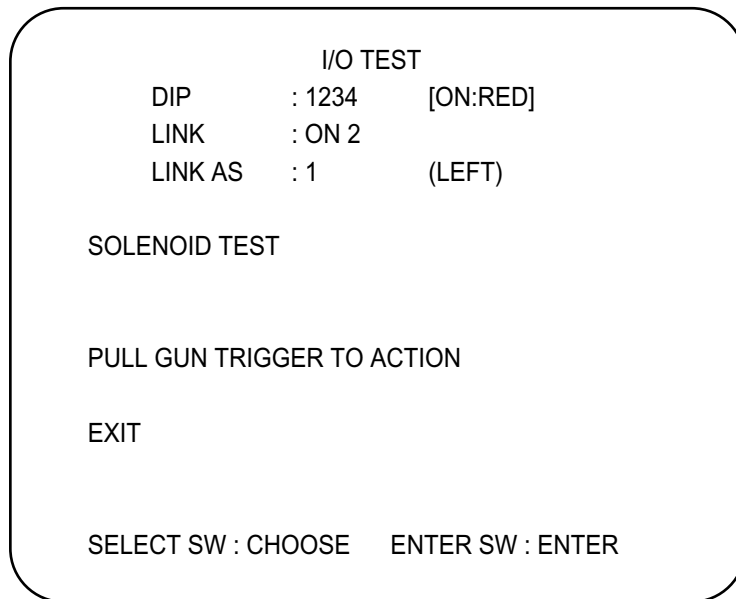 I/O TEST
DIP : 1234 [ON:RED]
LINK : ON 2
LINK AS : 1 (LEFT)
SOLENOID TEST
PULL GUN TRIGGER TO ACTION
EXIT
SELECT SW : CHOOSE ENTER SW : ENTER